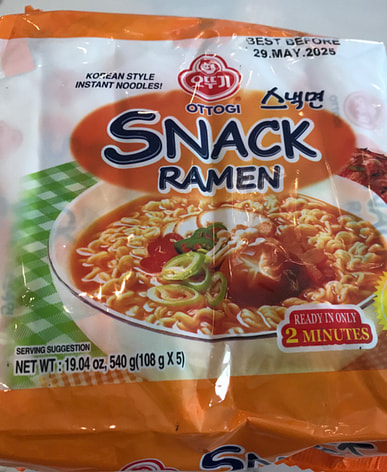 BEST BEFORE
29.MAY.2025
KOREAN STYLE
INSTANT NOODLES!
오뚜기
OTTOGI
스낵면
SNACK
RAMEN
READY IN ONLY
2 MINUTES
SERVING SUGGESTION
NET WT : 19.04 oz, 540 g(108 g X 5)